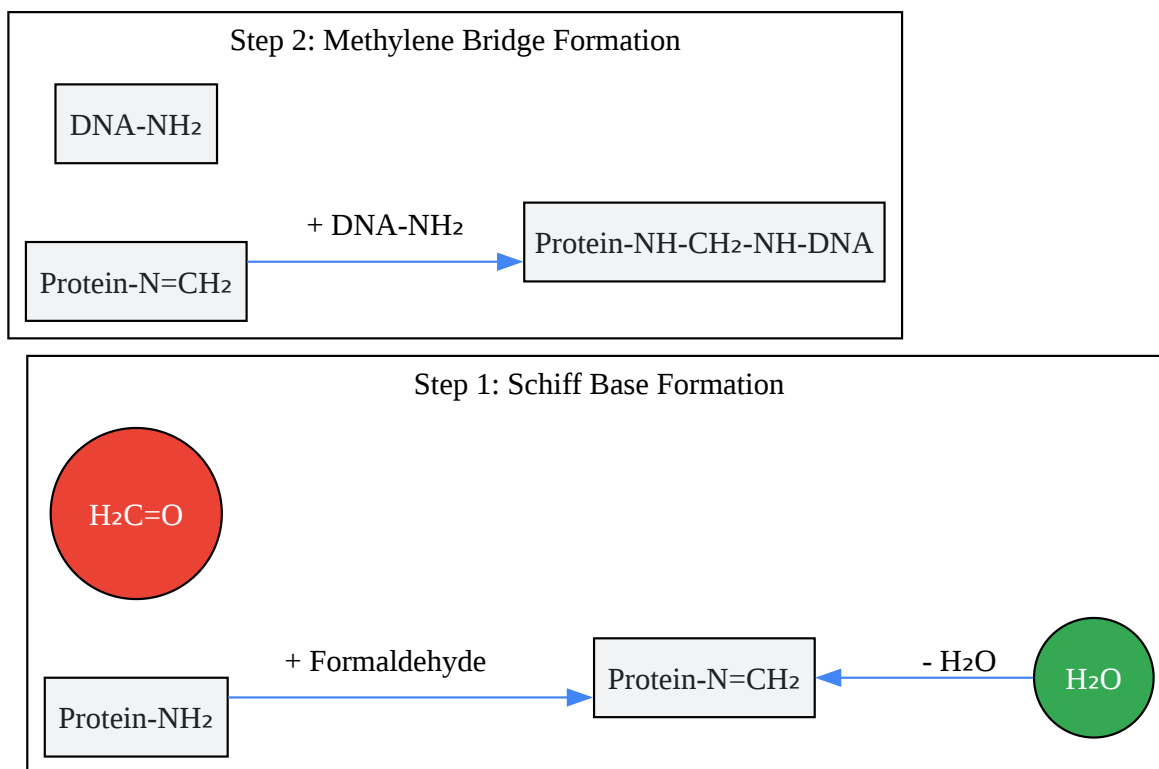 Step 2: Methylene Bridge Formation
DNA-NH₂
+ DNA-NH₂
Protein-N=CH₂
Protein-NH-CH₂-NH-DNA
Step 1: Schiff Base Formation
H₂C=O
+ Formaldehyde
Protein-NH₂
Protein-N=CH₂
- H₂O
H₂O